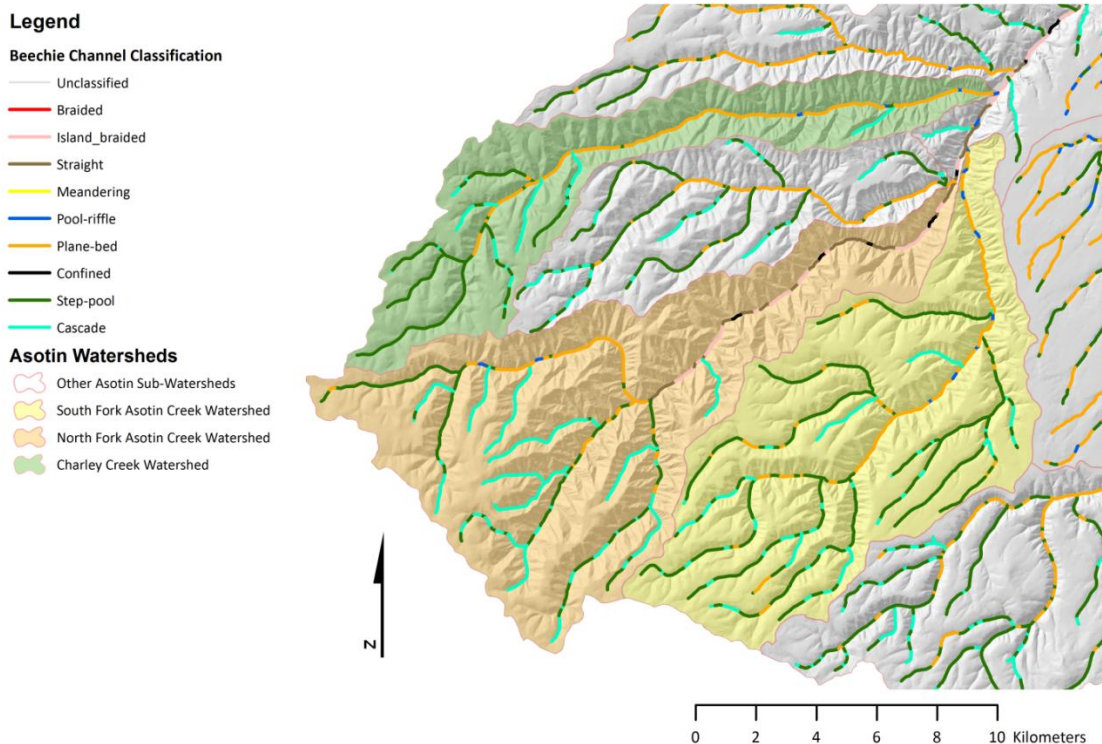 Legend
Beechie Channel Classification
Unclassified
Braided
Island_braided
Straight
Meandering
Pool-riffle
Plane-bed
Confined
Step-pool
Cascade
Asotin Watersheds
Other Asotin Sub-Watersheds
South Fork Asotin Creek Watershed
North Fork Asotin Creek Watershed
Charley Creek Watershed
N
0 2 4 6 8 10 Kilometers